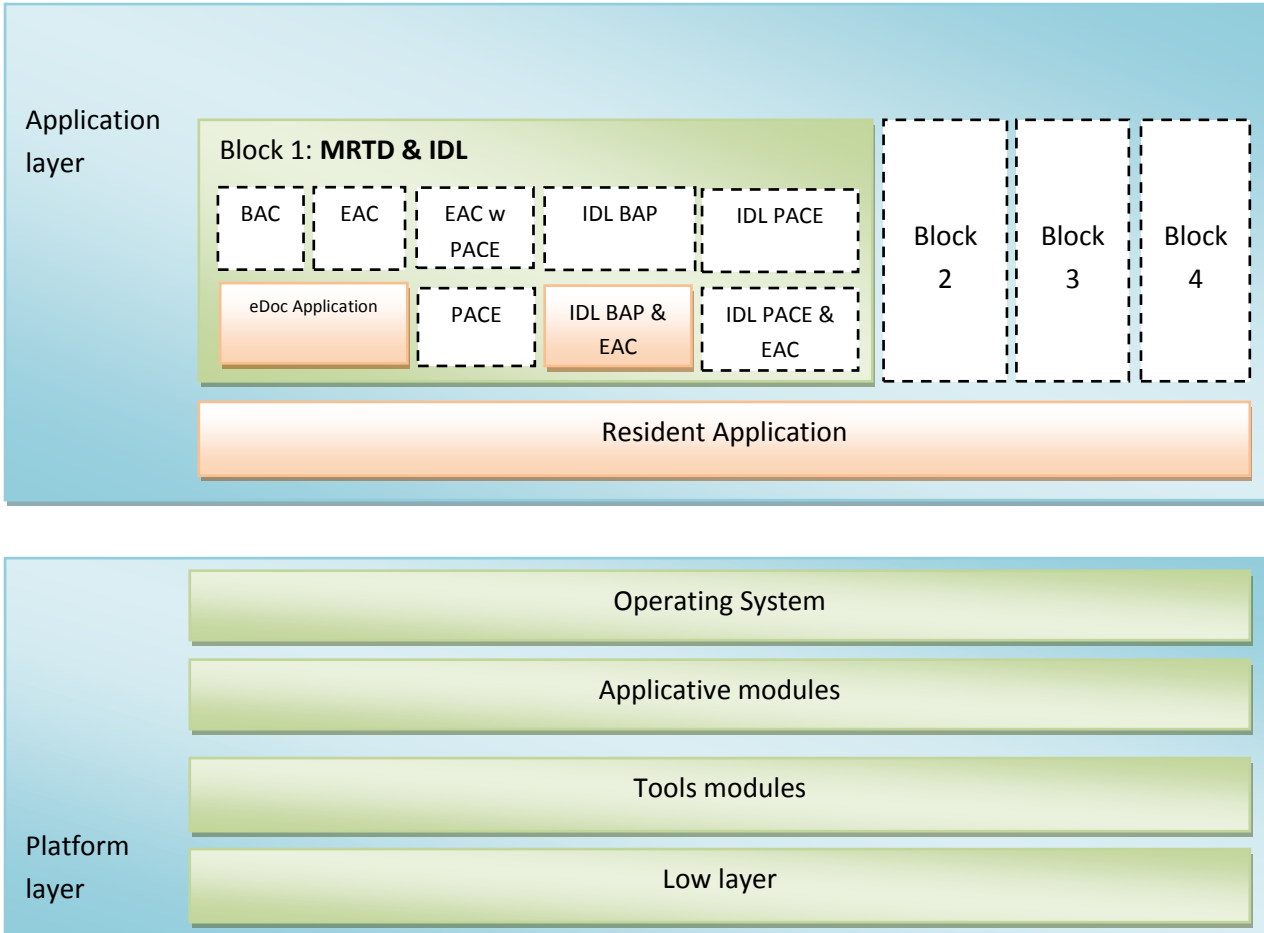 Application
layer
Block 1: MRTD & IDL
BAC
EAC
EAC w
PACE
IDL BAP
IDL PACE
eDoc Application
PACE
IDL BAP &
EAC
IDL PACE &
EAC
Block
2
Block
3
Block
4
Resident Application
Operating System
Applicative modules
Tools modules
Low layer
Platform
layer